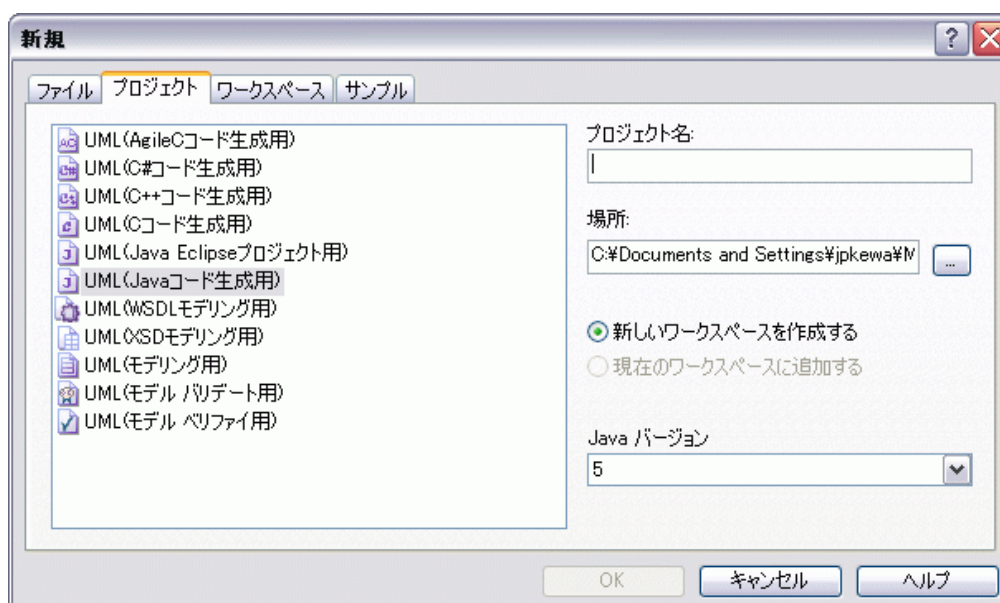 新規
ファイル プロジェクト ワークスペース サンプル
UML(AgileCコード生成用)
UML(C#コード生成用)
UML(C++コード生成用)
UML(Cコード生成用)
UML(Java Eclipseプロジェクト用)
UML(Javaコード生成用)
UML(WSDLモデリング用)
UML(XSDモデリング用)
UML(モデリング用)
UML(モデル バリデート用)
UML(モデル ベリファイ用)
プロジェクト名:
場所:
C:¥Documents and Settings¥jpkewa¥M
...
新しいワークスペースを作成する
現在のワークスペースに追加する
Java バージョン
5
OK キャンセル ヘルプ